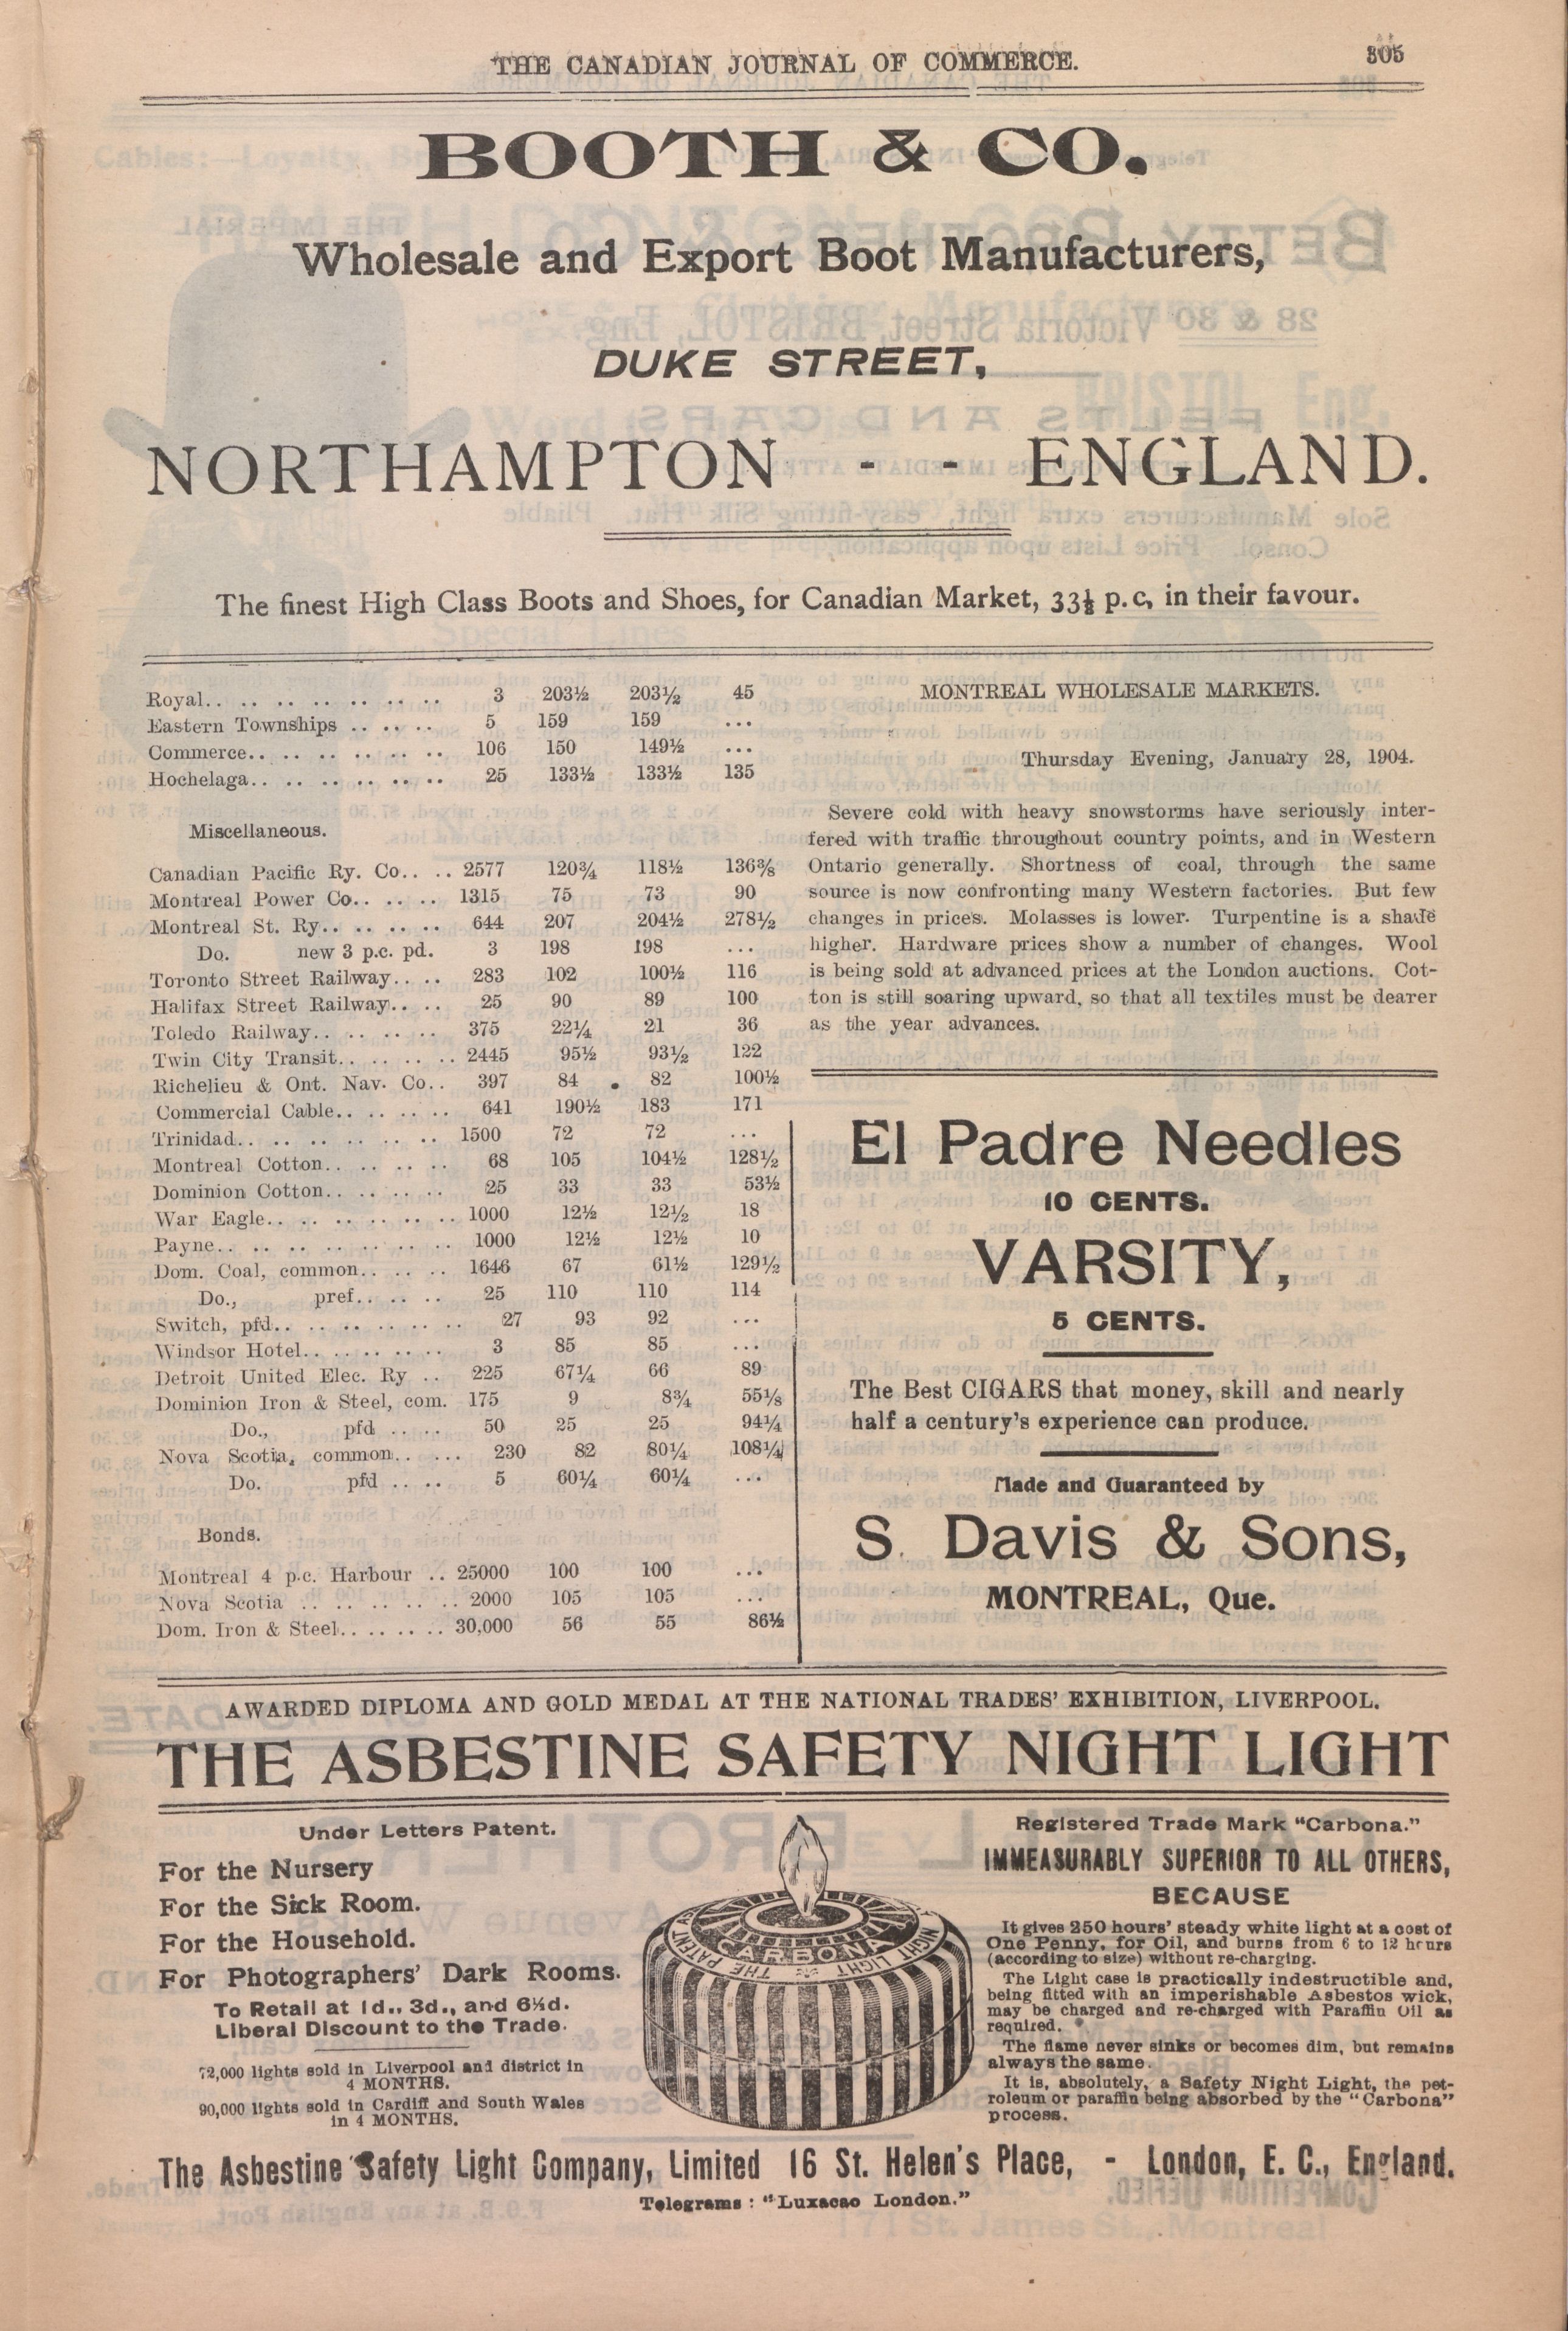 THE CANADIAN JOURNAL OF COMMERCE.
305
BOOTH & CO.
Wholesale and Export Boot Manufacturers,
DUKE STREET,
NORTHAMPTON - - ENGLAND.
The finest High Class Boots and Shoes, for Canadian Market, 33⅓ p.c, in their favour.
Royal.. .. .. .. .. .. .. 3 203½ 203½ 45
Eastern Townships .. .. .. 5 159 159 ...
Commerce.. .. .. .. .. .. 106 150 149½ ...
Hochelaga.. .. .. .. .. .. 25 133½ 133½ 135
Miscellaneous.
Canadian Pacific Ry. Co.. .. 2577 120¾ 118½ 136⅜
Montreal Power Co.. .. .. 1315 75 73 90
Montreal St. Ry.. .. .. .. 644 207 204½ 278½
Do. new 3 p.c. pd. 3 198 198 ...
Toronto Street Railway.. .. 283 102 100½ 116
Halifax Street Railway.. .. 25 90 89 100
Toledo Railway.. .. .. .. 375 22¼ 21 36
Twin City Transit.. .. .. .. 2445 95½ 93½ 122
Richelieu & Ont. Nav. Co.. 397 84 82 100½
Commercial Cable.. .. .. .. 641 190½ 183 171
Trinidad.. .. .. .. .. .. 1500 72 72 ...
Montreal Cotton.. .. .. .. 68 105 104½ 128½
Dominion Cotton.. .. .. .. 25 33 33 53½
War Eagle.. .. .. .. .. .. 1000 12½ 12½ 18
Payne.. .. .. .. .. .. .. 1000 12½ 12½ 10
Dom. Coal, common.. .. .. 1646 67 61½ 129½
Do., pref.. .. .. 25 110 110 114
Switch, pfd.. .. .. .. .. .. 27 93 92 ...
Windsor Hotel.. .. .. .. .. 3 85 85 ...
Detroit United Elec. Ry .. 225 67¼ 66 89
Dominion Iron & Steel, com. 175 9 8¾ 55⅛
Do., pfd .. .. 50 25 25 94¼
Nova Scotia, common.. ... 230 82 80¼ 108¼
Do. pfd .. .. 5 60¼ 60¼ ...
Bonds.
Montreal 4 p.c. Harbour .. 25000 100 100 ...
Nova Scotia .. .. .. .. .. 2000 105 105 ...
Dom. Iron & Steel.. .. .. .. 30,000 56 55 86½
MONTREAL WHOLESALE MARKETS.
Thursday Evening, January 28, 1904.
Severe cold with heavy snowstorms have seriously inter-
fered with traffic throughout country points, and in Western
Ontario generally. Shortness of coal, through the same
source is now confronting many Western factories. But few
changes in prices. Molasses is lower. Turpentine is a shade
higher. Hardware prices show a number of changes. Wool
is being sold at advanced prices at the London auctions. Cot-
ton is still soaring upward, so that all textiles must be dearer
as the year advances.
El Padre Needles
10 CENTS.
VARSITY,
5 CENTS.
The Best CIGARS that money, skill and nearly
half a century's experience can produce.
Made and Guaranteed by
S. Davis & Sons,
MONTREAL, Que.
AWARDED DIPLOMA AND GOLD MEDAL AT THE NATIONAL TRADES' EXHIBITION, LIVERPOOL.
THE ASBESTINE SAFETY NIGHT LIGHT
Under Letters Patent.
For the Nursery
For the Sick Room.
For the Household.
For Photographers' Dark Rooms.
To Retail at 1d., 3d., and 6½d.
Liberal Discount to the Trade.
72,000 lights sold in Liverpool and district in
4 MONTHS.
90,000 lights sold in Cardiff and South Wales
in 4 MONTHS.
CARBONA
THE PATENT
NIGHT LIGHT
Registered Trade Mark "Carbona."
IMMEASURABLY SUPERIOR TO ALL OTHERS,
BECAUSE
It gives 250 hours' steady white light at a cost of
One Penny, for Oil, and burns from 6 to 12 hours
(according to size) without re-charging.
The Light case is practically indestructible and,
being fitted with an imperishable Asbestos wick,
may be charged and re-charged with Paraffin Oil as
required.
The flame never sinks or becomes dim, but remains
always the same.
It is, absolutely, a Safety Night Light, the pet-
roleum or paraffin being absorbed by the "Carbona"
process.
The Asbestine Safety Light Company, Limited 16 St. Helen's Place, - London, E. C., England.
Telegrams: "Luxacao London."